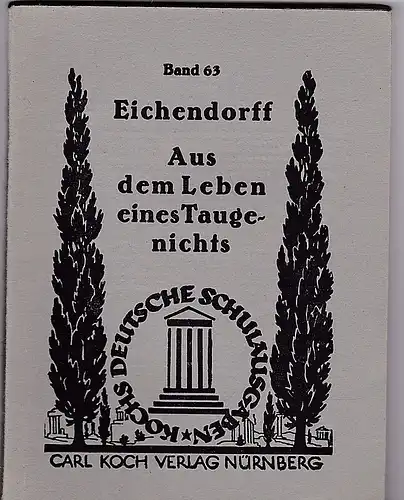 Band 63
Eichendorff
Aus
dem Leben
eines Tauge-
nichts
KOCHS DEUTSCHE SCHULAUSGABEN ★
CARL KOCH VERLAG NÜRNBERG